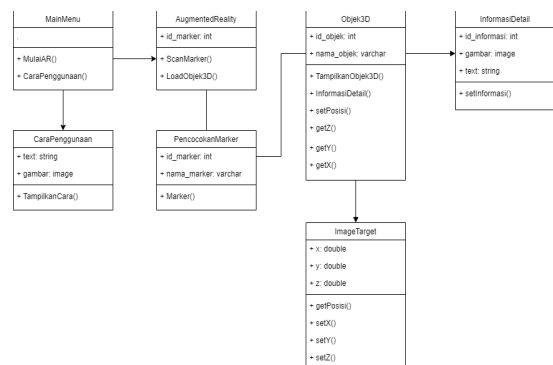 MainMenu
.
+ MulaiAR()
+ CaraPenggunaan()
AugmentedReality
+ id_marker: int
+ ScanMarker()
+ LoadObjek3D()
Objek3D
+ id_objek: int
+ nama_objek: varchar
+ TampilkanObjek3D()
+ InformasiDetail()
+ setPosisi()
+ getZ()
+ getY()
+ getX()
InformasiDetail
+ id_informasi: int
+ gambar: image
+ text: string
+ setInformasi()
CaraPenggunaan
+ text: string
+ gambar: image
+ TampilkanCara()
PencocokanMarker
+ id_marker: int
+ nama_marker: varchar
+ Marker()
ImageTarget
+ x: double
+ y: double
+ z: double
+ getPosisi()
+ setX()
+ setY()
+ setZ()